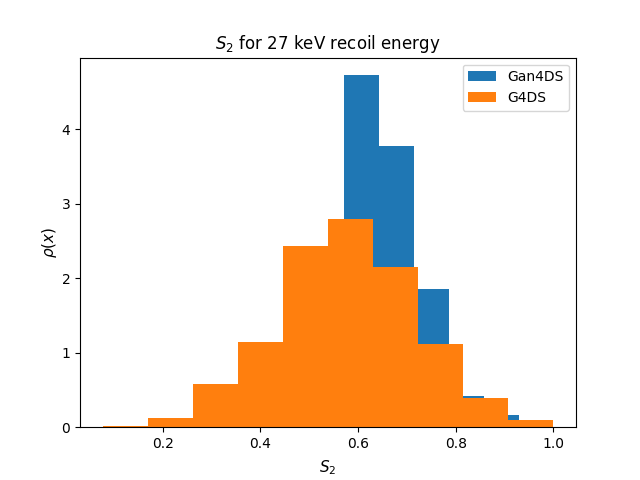 S₂ for 27 keV recoil energy
Gan4DS
G4DS
ρ(x)
4
3
2
1
0
0.2 0.4 0.6 0.8 1.0
S₂